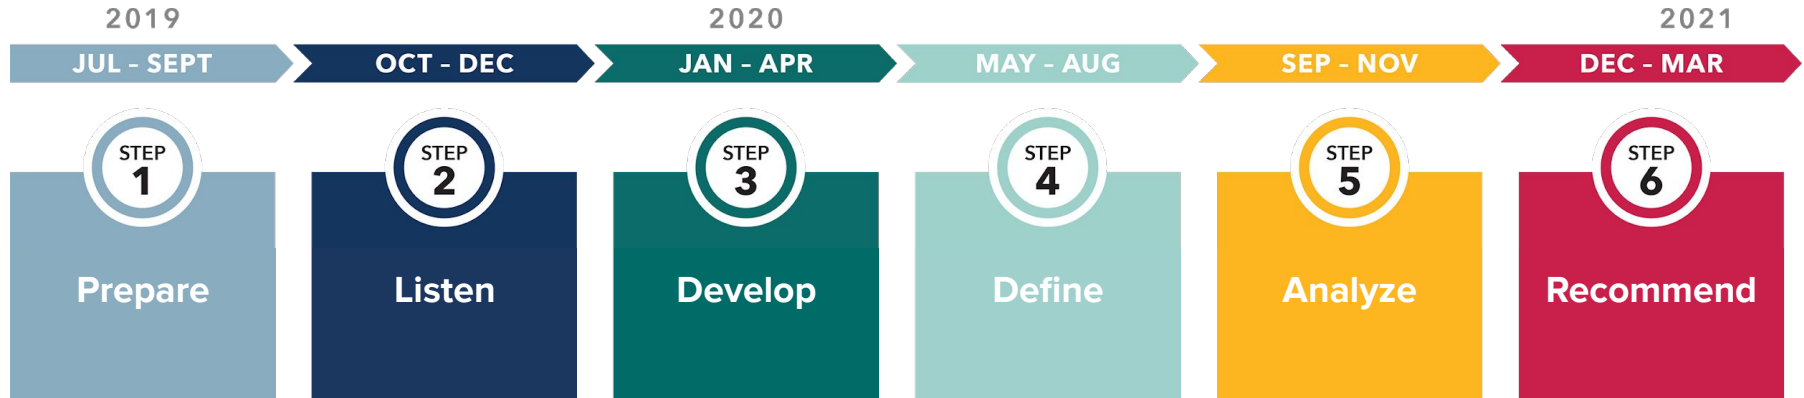 2019 2020 2021
JUL - SEPT OCT - DEC JAN - APR MAY - AUG SEP - NOV DEC - MAR
STEP STEP STEP STEP STEP STEP
1 2 3 4 5 6
Prepare Listen Develop Define Analyze Recommend